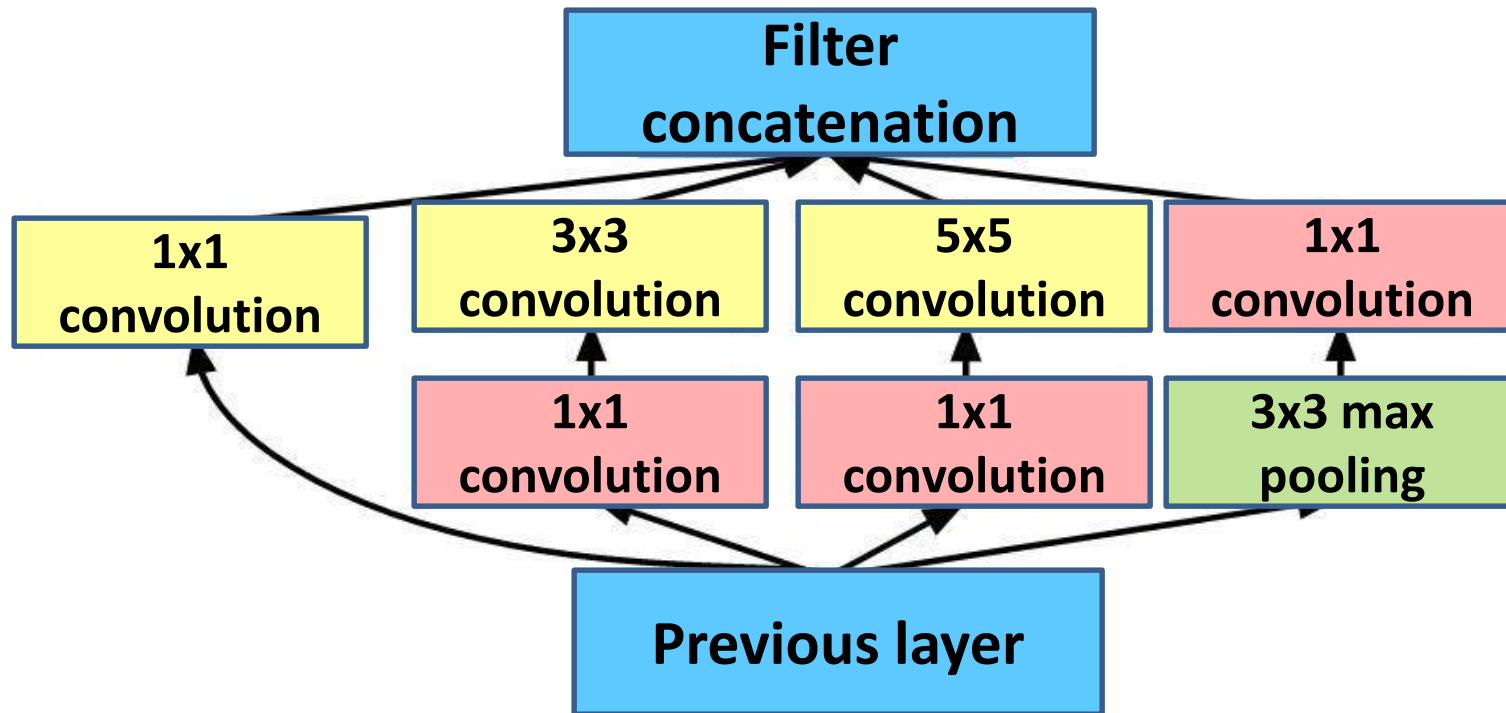 Filter
concatenation
1x1
convolution
3x3
convolution
5x5
convolution
1x1
convolution
1x1
convolution
1x1
convolution
3x3 max
pooling
Previous layer